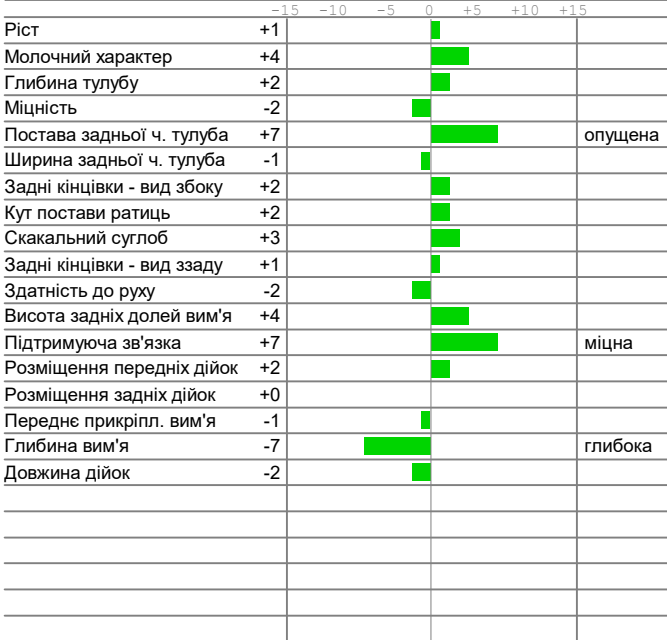 -15 -10 -5 0 +5 +10 +15
Ріст +1
Молочний характер +4
Глибина тулубу +2
Міцність -2
Постава задньої ч. тулуба +7 опущена
Ширина задньої ч. тулуба -1
Задні кінцівки - вид збоку +2
Кут постави ратиць +2
Скакальний суглоб +3
Задні кінцівки - вид ззаду +1
Здатність до руху -2
Висота задніх долей вим'я +4
Підтримуюча зв'язка +7 міцна
Розміщення передніх дійок +2
Розміщення задніх дійок +0
Переднє прикріпл. вим'я -1
Глибина вим'я -7 глибока
Довжина дійок -2